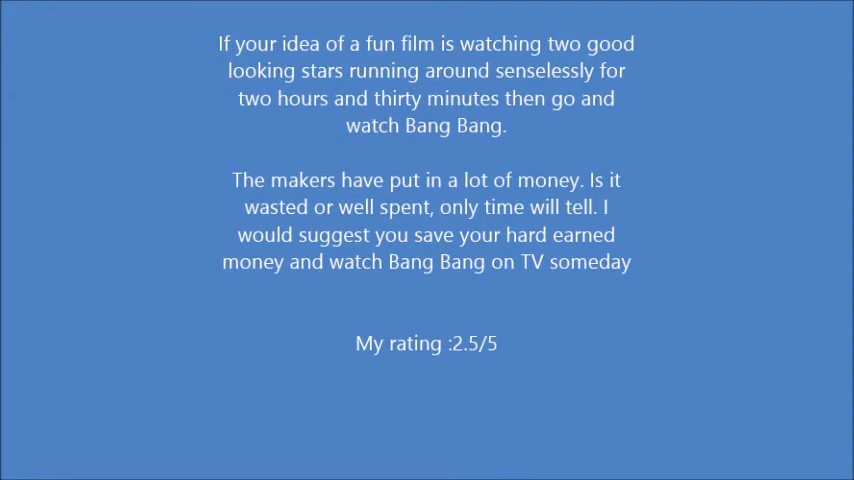 If your idea of a fun film is watching two good
looking stars running around senselessly for
two hours and thirty minutes then go and
watch Bang Bang.
The makers have put in a lot of money. Is it
wasted or well spent, only time will tell. I
would suggest you save your hard earned
money and watch Bang Bang on TV someday
My rating :2.5/5